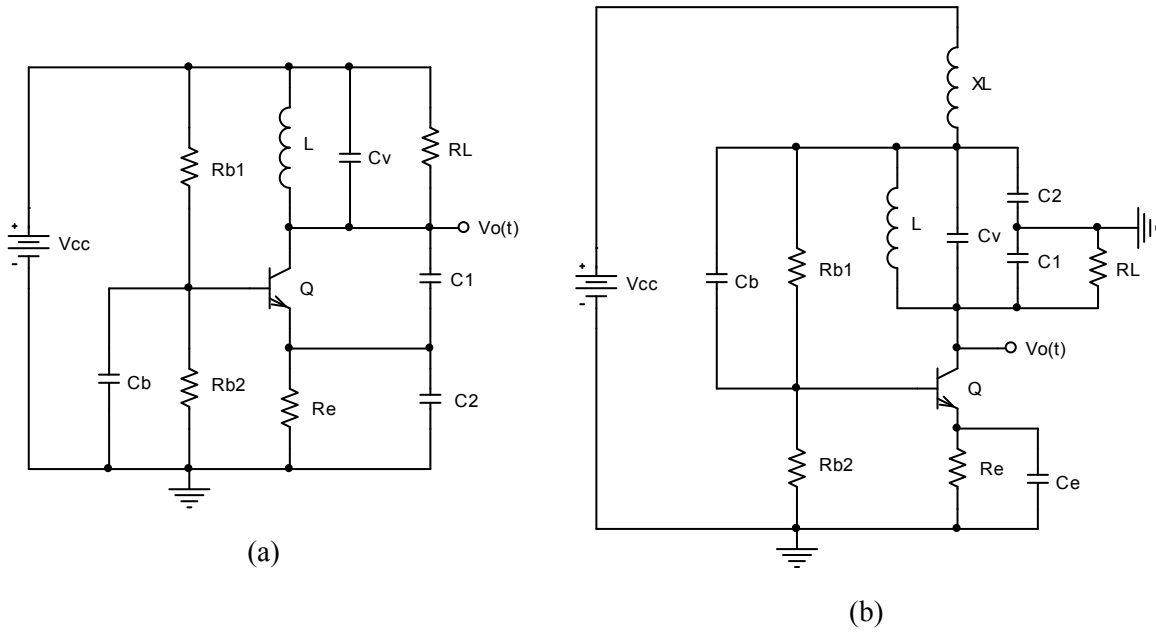 Rb1
L
Cv
RL
Vo(t)
+
Vcc
-
Q
C1
Cb
Rb2
Re
C2
(a)
XL
C2
Rb1
L
Cv
C1
RL
Cb
+
Vcc
-
Vo(t)
Q
Rb2
Re
Ce
(b)